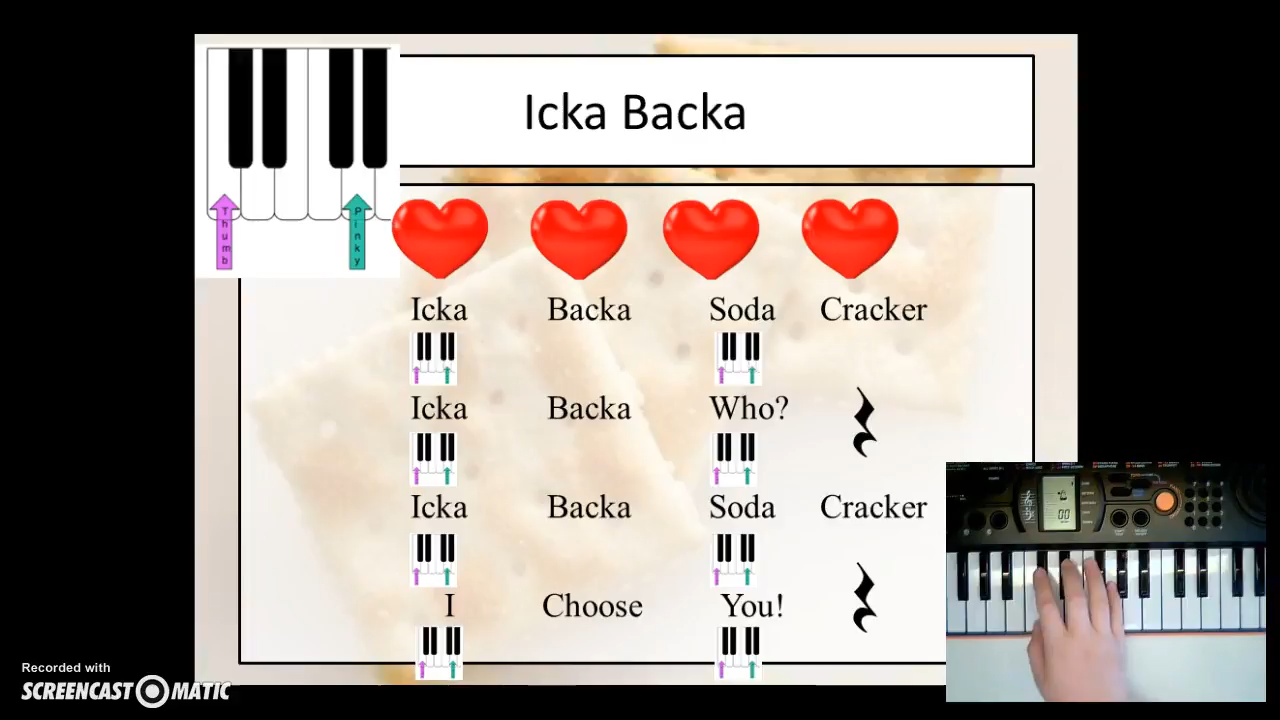 Icka Backa
Thumb
Pinky
Icka Backa Soda Cracker
Icka Backa Who?
Icka Backa Soda Cracker
I Choose You!
Recorded with
SCREENCAST MATIC